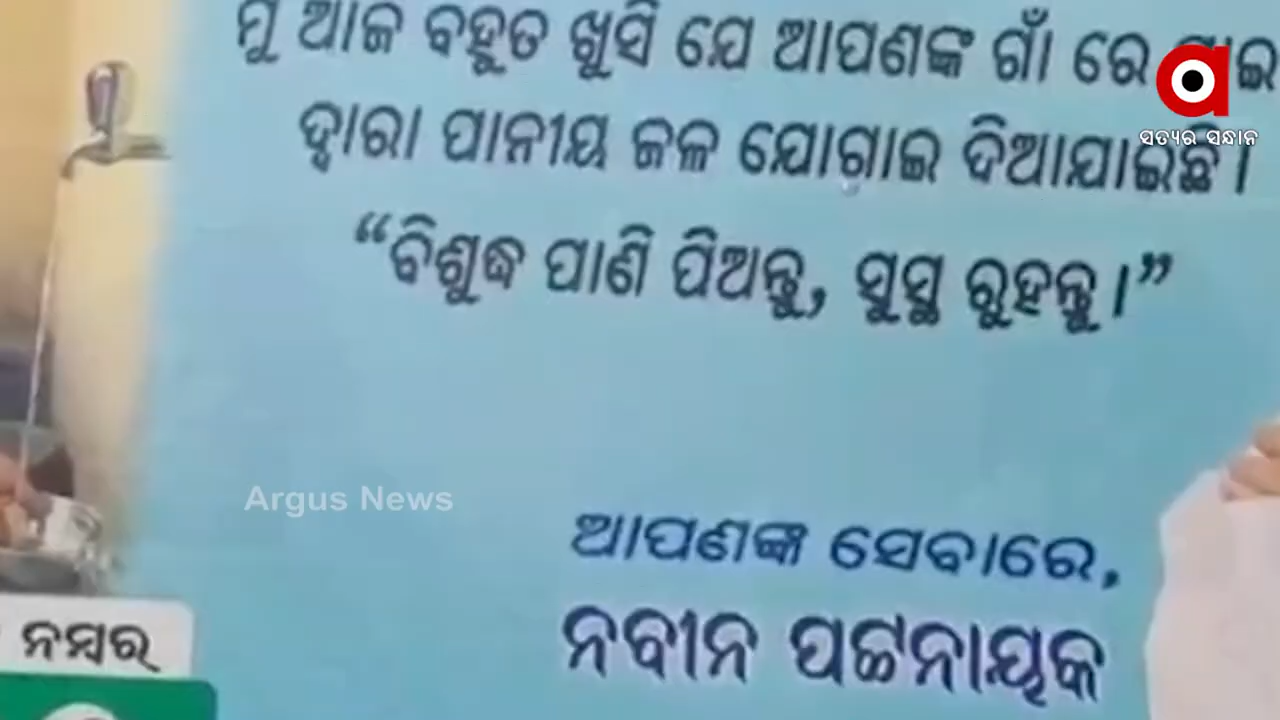 ମୁଁ ଆଜ ବହୁତ ଖୁସି ଯେ ଆପଣଙ୍କ ଗାଁ ରେ
ଦ୍ୱାରା ପାନୀୟ ଜଳ ଯୋଗାଇ ଦିଆଯାଇଛି।
“ବିଶୁଦ୍ଧ ପାଣି ପିଅନ୍ତୁ, ସୁସ୍ଥ ରୁହନ୍ତୁ।”
ଆପଣଙ୍କ ସେବାରେ,
ନବୀନ ପଟ୍ଟନାୟକ
ନମ୍ବର
ସତ୍ୟର ସନ୍ଧାନ
Argus News